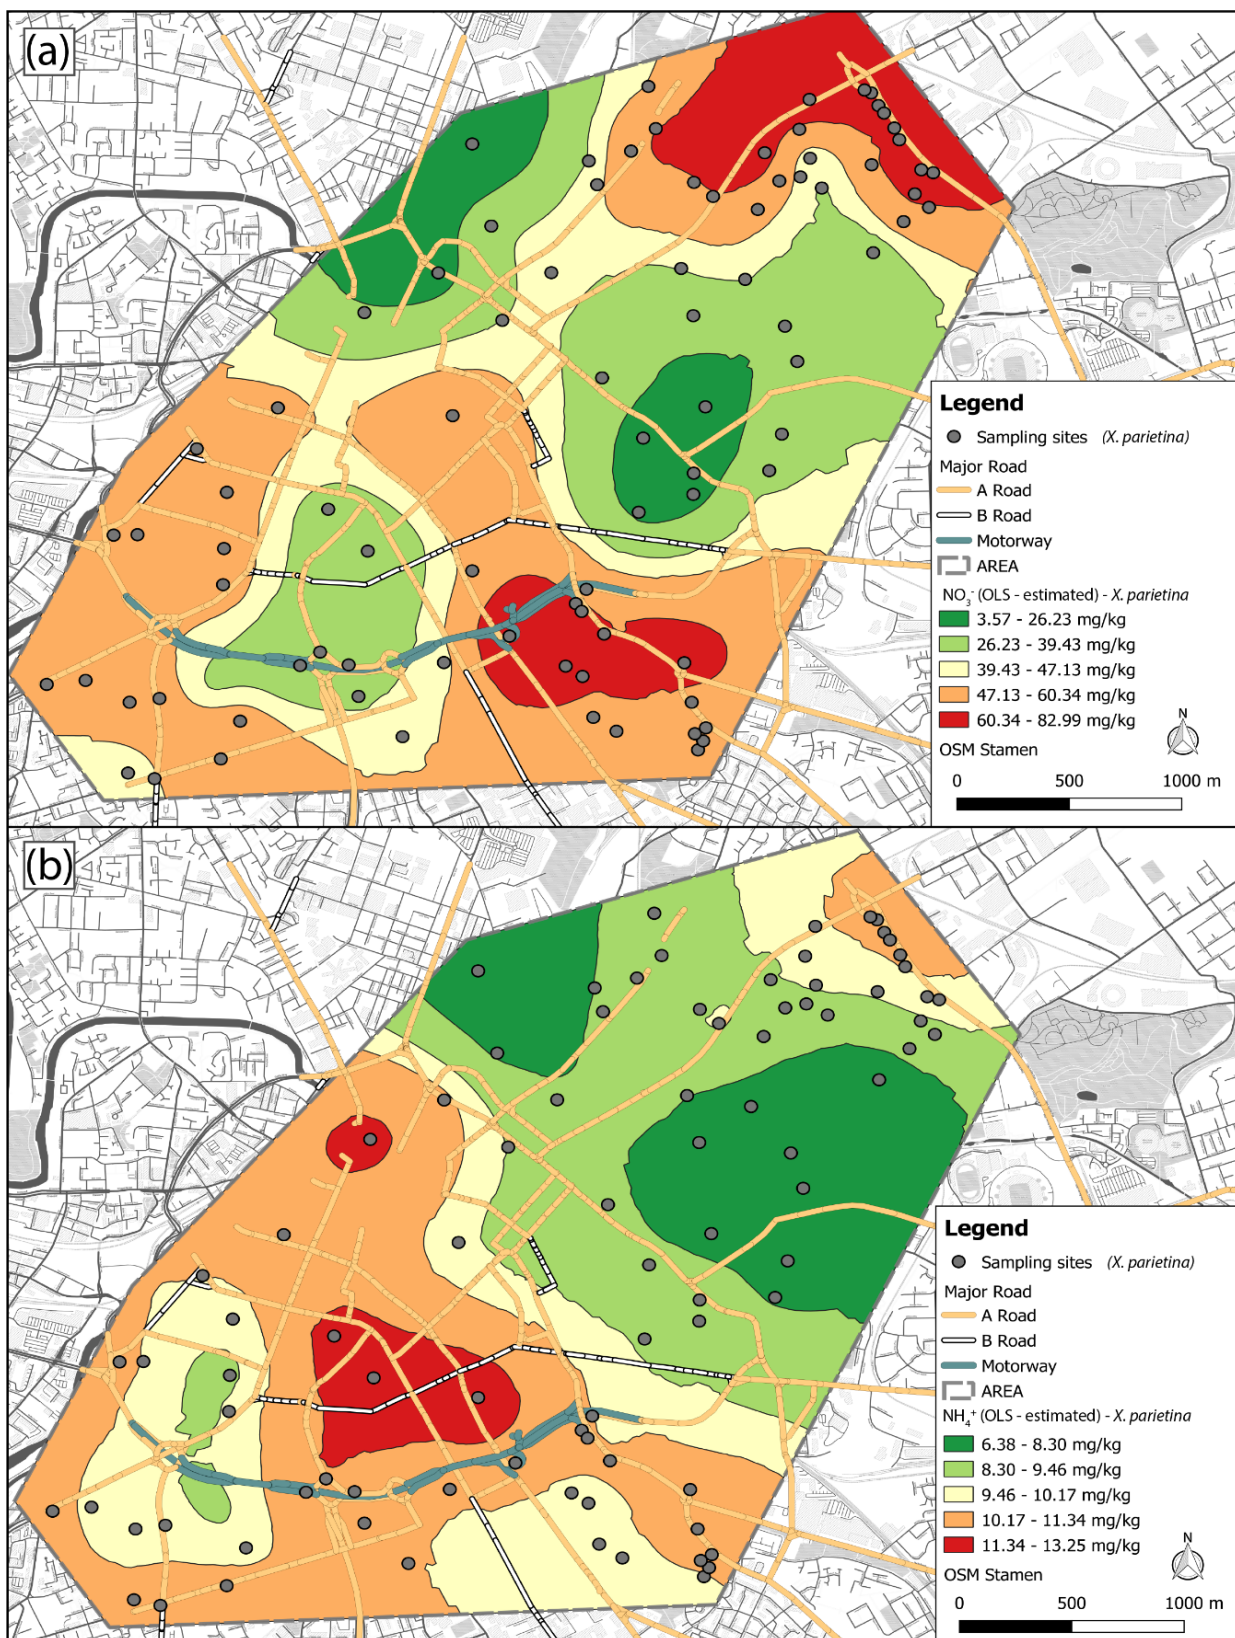 (a)
Legend
Sampling sites (X. parietina)
Major Road
A Road
B Road
Motorway
AREA
NO₃⁻ (OLS - estimated) - X. parietina
3.57 - 26.23 mg/kg
26.23 - 39.43 mg/kg
39.43 - 47.13 mg/kg
47.13 - 60.34 mg/kg
60.34 - 82.99 mg/kg
OSM Stamen
N
0 500 1000 m
(b)
Legend
Sampling sites (X. parietina)
Major Road
A Road
B Road
Motorway
AREA
NH₄⁺ (OLS - estimated) - X. parietina
6.38 - 8.30 mg/kg
8.30 - 9.46 mg/kg
9.46 - 10.17 mg/kg
10.17 - 11.34 mg/kg
11.34 - 13.25 mg/kg
OSM Stamen
N
0 500 1000 m